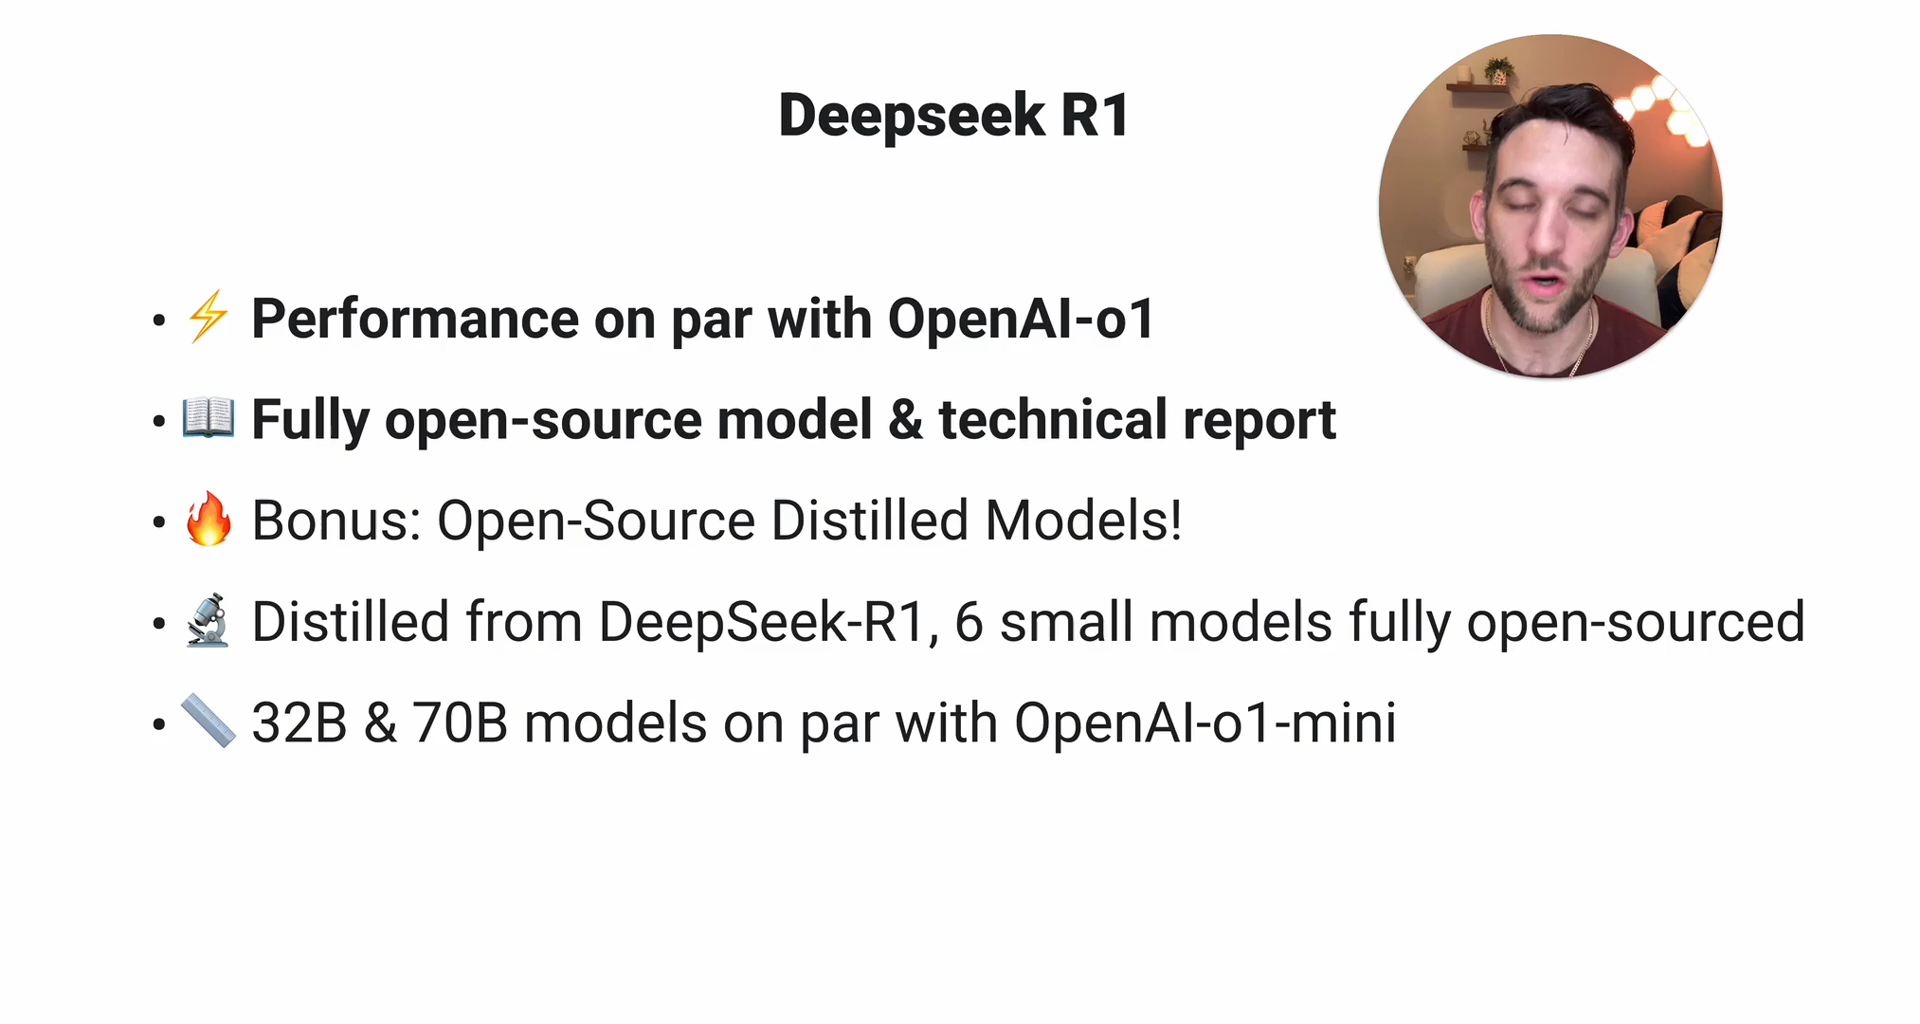 Deepseek R1
• ⚡ Performance on par with OpenAI-o1
• 📖 Fully open-source model & technical report
• 🔥 Bonus: Open-Source Distilled Models!
• 🔬 Distilled from DeepSeek-R1, 6 small models fully open-sourced
• 📏 32B & 70B models on par with OpenAI-o1-mini